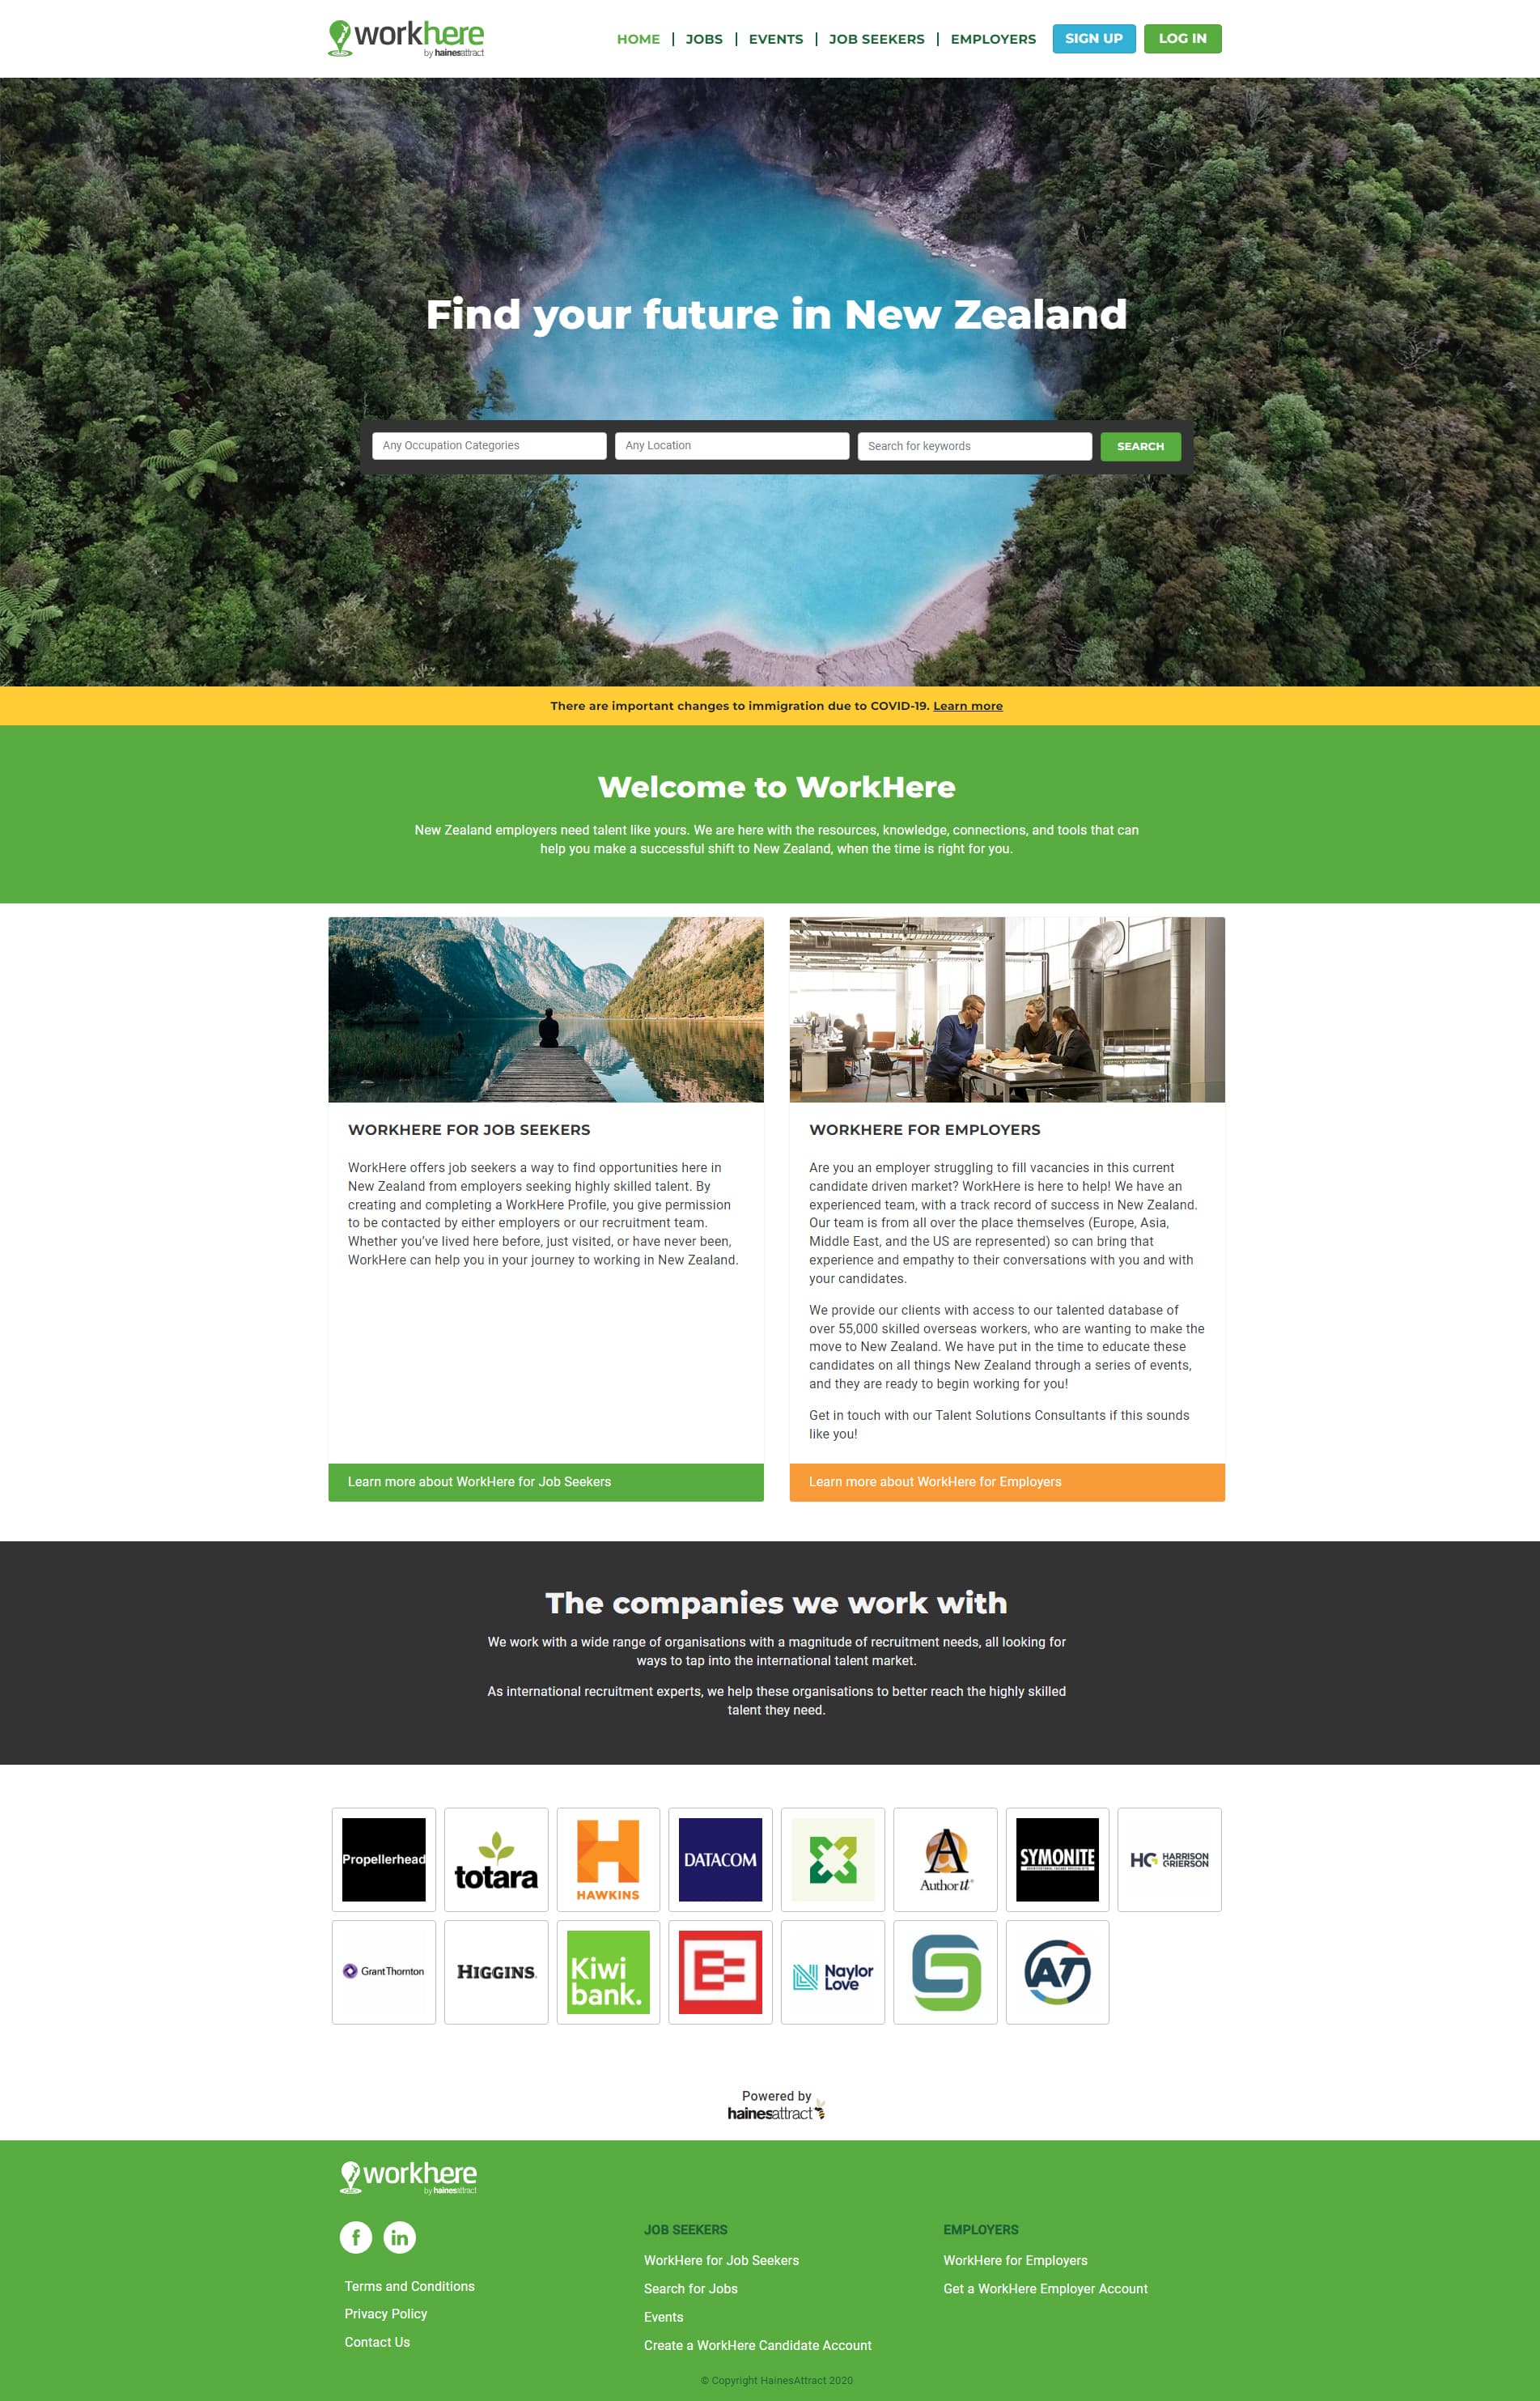 workhere
by hainesattract
HOME
JOBS
EVENTS
JOB SEEKERS
EMPLOYERS
SIGN UP
LOG IN
Find your future in New Zealand
Any Occupation Categories
Any Location
Search for keywords
SEARCH
There are important changes to immigration due to COVID-19. Learn more
Welcome to WorkHere
New Zealand employers need talent like yours. We are here with the resources, knowledge, connections, and tools that can
help you make a successful shift to New Zealand, when the time is right for you.
WORKHERE FOR JOB SEEKERS
WorkHere offers job seekers a way to find opportunities here in
New Zealand from employers seeking highly skilled talent. By
creating and completing a WorkHere Profile, you give permission
to be contacted by either employers or our recruitment team.
Whether you've lived here before, just visited, or have never been,
WorkHere can help you in your journey to working in New Zealand.
Learn more about WorkHere for Job Seekers
WORKHERE FOR EMPLOYERS
Are you an employer struggling to fill vacancies in this current
candidate driven market? WorkHere is here to help! We have an
experienced team, with a track record of success in New Zealand.
Our team is from all over the place themselves (Europe, Asia,
Middle East, and the US are represented) so can bring that
experience and empathy to their conversations with you and with
your candidates.
We provide our clients with access to our talented database of
over 55,000 skilled overseas workers, who are wanting to make the
move to New Zealand. We have put in the time to educate these
candidates on all things New Zealand through a series of events,
and they are ready to begin working for you!
Get in touch with our Talent Solutions Consultants if this sounds
like you!
Learn more about WorkHere for Employers
The companies we work with
We work with a wide range of organisations with a magnitude of recruitment needs, all looking for
ways to tap into the international talent market.
As international recruitment experts, we help these organisations to better reach the highly skilled
talent they need.
Propellerhead
totara
H
HAWKINS
DATACOM
A
Author it
SYMONITE
HG HARRISON
GRIERSON
Grant Thornton
HIGGINS
Kiwi
bank.
Naylor
Love
AT
Powered by
hainesattract
workhere
by hainesattract
f
in
Terms and Conditions
Privacy Policy
Contact Us
JOB SEEKERS
WorkHere for Job Seekers
Search for Jobs
Events
Create a WorkHere Candidate Account
EMPLOYERS
WorkHere for Employers
Get a WorkHere Employer Account
© Copyright HainesAttract 2020